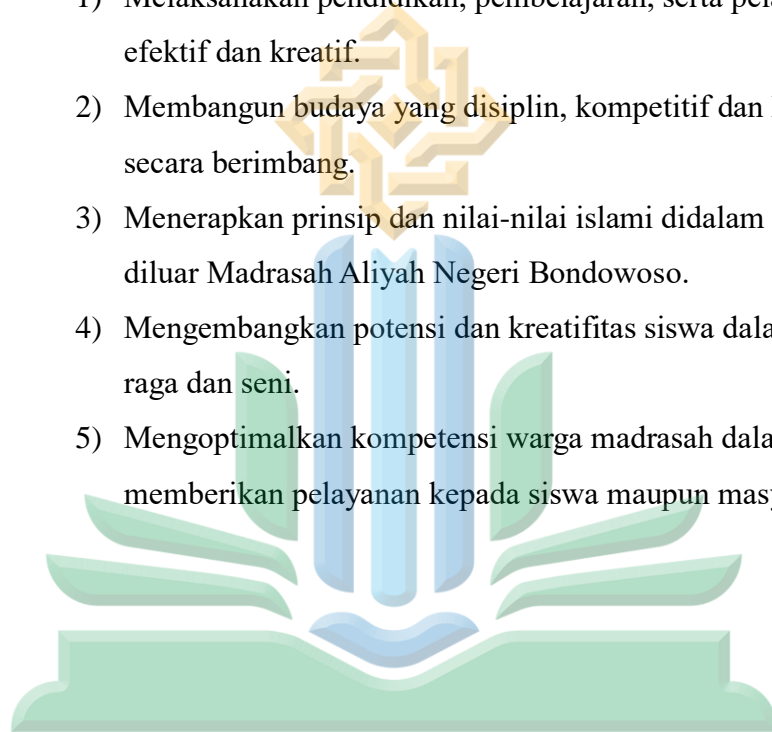 1) Melaksanakan pendidikan, pembelajaran, serta
efektif dan kreatif.
2) Membangun budaya yang disiplin, kompetitif dan
secara berimbang.
3) Menerapkan prinsip dan nilai-nilai islami didalam
diluar Madrasah Aliyah Negeri Bondowoso.
4) Mengembangkan potensi dan kreatifitas siswa
raga dan seni.
5) Mengoptimalkan kompetensi warga madrasah
memberikan pelayanan kepada siswa maupun